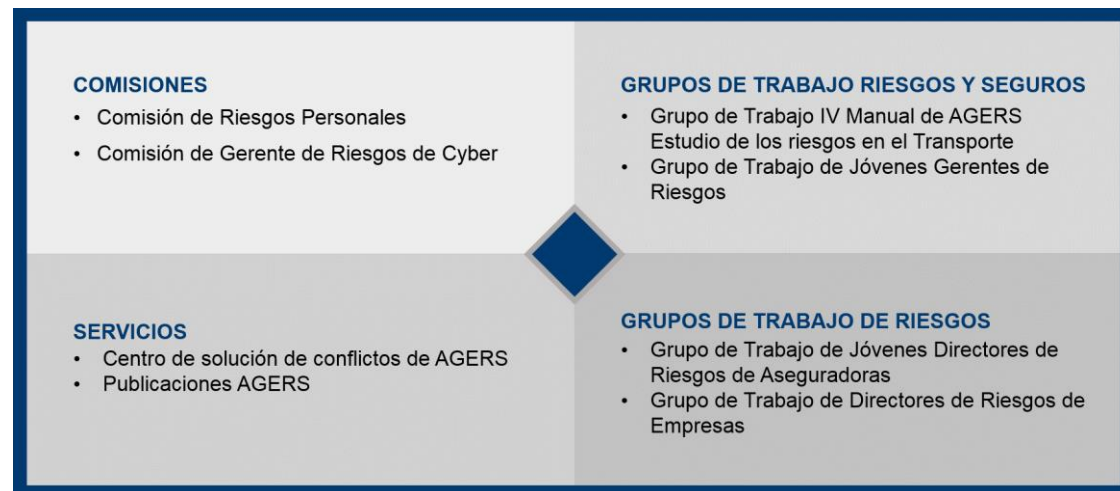 COMISIONES
• Comisión de Riesgos Personales
• Comisión de Gerente de Riesgos de Cyber
GRUPOS DE TRABAJO RIESGOS Y SEGUROS
• Grupo de Trabajo IV Manual de AGERS
Estudio de los riesgos en el Transporte
• Grupo de Trabajo de Jóvenes Gerentes de
Riesgos
SERVICIOS
• Centro de solución de conflictos de AGERS
• Publicaciones AGERS
GRUPOS DE TRABAJO DE RIESGOS
• Grupo de Trabajo de Jóvenes Directores de
Riesgos de Aseguradoras
• Grupo de Trabajo de Directores de Riesgos de
Empresas